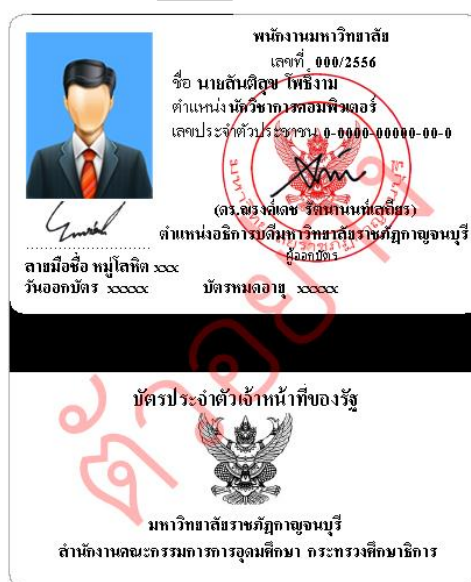 พนักงานมหาวิทยาลัย
เลขที่ 000/2556
ชื่อ นายสันติสุข โพธิ์งาม
ตำแหน่ง นักวิชาการคอมพิวเตอร์
เลขประจำตัวประชาชน 0-0000-00000-00-0
(ดร.ณรงค์เดช รัตนานนท์เสถียร)
ตำแหน่งอธิการบดีมหาวิทยาลัยราชภัฏกาญจนบุรี
ผู้ออกบัตร
ลายมือชื่อ หมู่โลหิต xxx
วันออกบัตร xxxxx บัตรหมดอายุ xxxxx
ตัวอย่าง
บัตรประจำตัวเจ้าหน้าที่ของรัฐ
มหาวิทยาลัยราชภัฏกาญจนบุรี
สำนักงานคณะกรรมการการอุดมศึกษา กระทรวงศึกษาธิการ